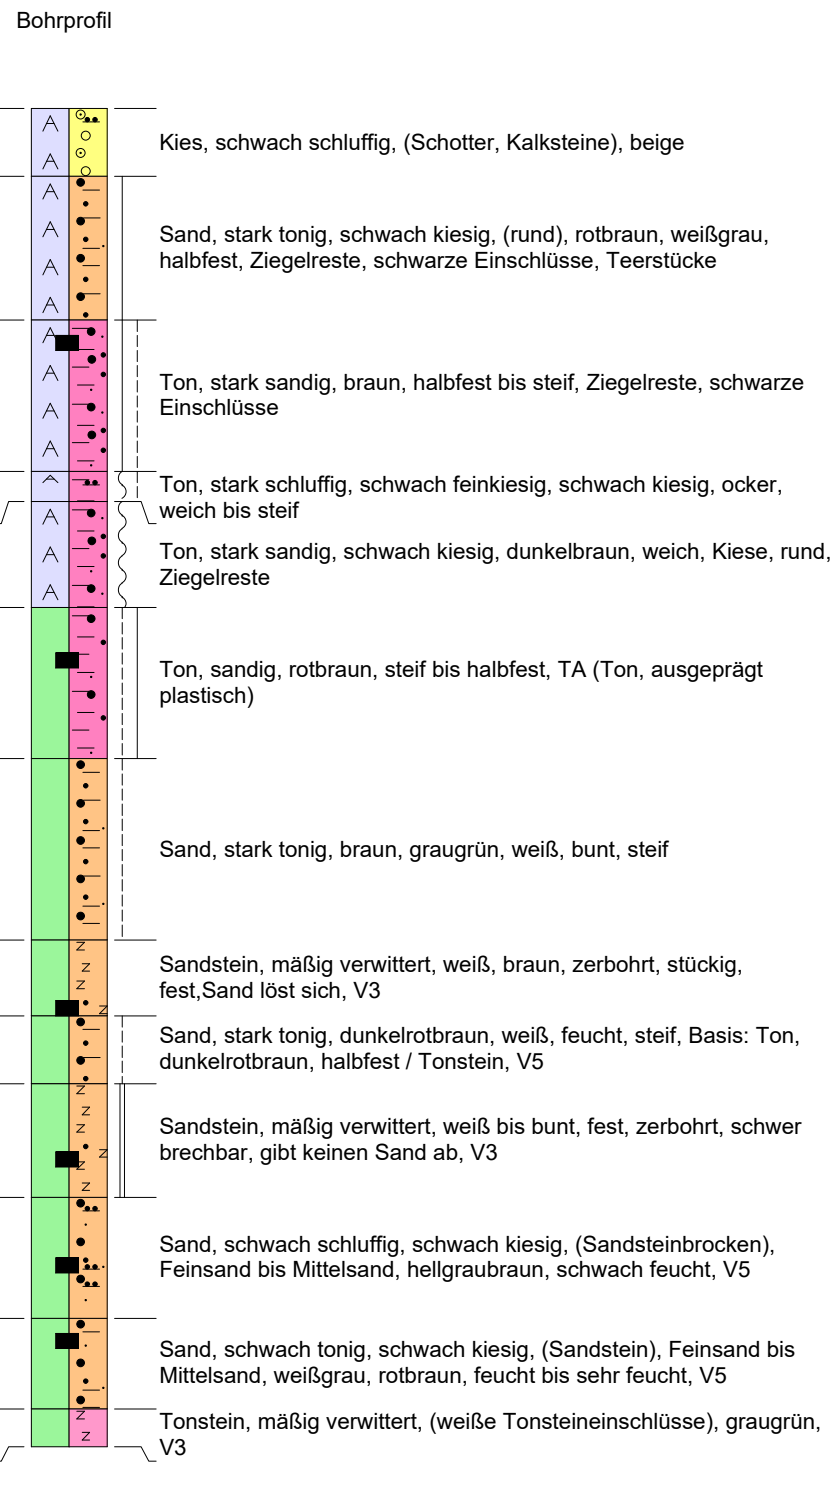 Bohrprofil
Kies, schwach schluffig, (Schotter, Kalksteine), beige
Sand, stark tonig, schwach kiesig, (rund), rotbraun, weißgrau,
halbfest, Ziegelreste, schwarze Einschlüsse, Teerstücke
Ton, stark sandig, braun, halbfest bis steif, Ziegelreste, schwarze
Einschlüsse
Ton, stark schluffig, schwach feinkiesig, schwach kiesig, ocker,
weich bis steif
Ton, stark sandig, schwach kiesig, dunkelbraun, weich, Kiese, rund,
Ziegelreste
Ton, sandig, rotbraun, steif bis halbfest, TA (Ton, ausgeprägt
plastisch)
Sand, stark tonig, braun, graugrün, weiß, bunt, steif
Sandstein, mäßig verwittert, weiß, braun, zerbohrt, stückig,
fest,Sand löst sich, V3
Sand, stark tonig, dunkelrotbraun, weiß, feucht, steif, Basis: Ton,
dunkelrotbraun, halbfest / Tonstein, V5
Sandstein, mäßig verwittert, weiß bis bunt, fest, zerbohrt, schwer
brechbar, gibt keinen Sand ab, V3
Sand, schwach schluffig, schwach kiesig, (Sandsteinbrocken),
Feinsand bis Mittelsand, hellgraubraun, schwach feucht, V5
Sand, schwach tonig, schwach kiesig, (Sandstein), Feinsand bis
Mittelsand, weißgrau, rotbraun, feucht bis sehr feucht, V5
Tonstein, mäßig verwittert, (weiße Tonsteineinschlüsse), graugrün,
V3